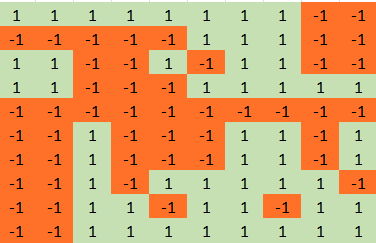 1 1 1 1 1 1 1 1 -1 -1
-1 -1 -1 -1 -1 1 1 1 -1 -1
1 1 -1 -1 1 -1 1 1 -1 -1
1 1 -1 -1 -1 1 1 1 1 1
-1 -1 -1 -1 -1 -1 -1 -1 -1 -1
-1 -1 1 -1 -1 -1 1 1 -1 1
-1 -1 1 -1 -1 -1 1 1 -1 1
-1 -1 1 -1 1 1 1 1 1 -1
-1 -1 1 1 -1 1 1 -1 1 1
-1 -1 1 1 1 1 1 1 1 1